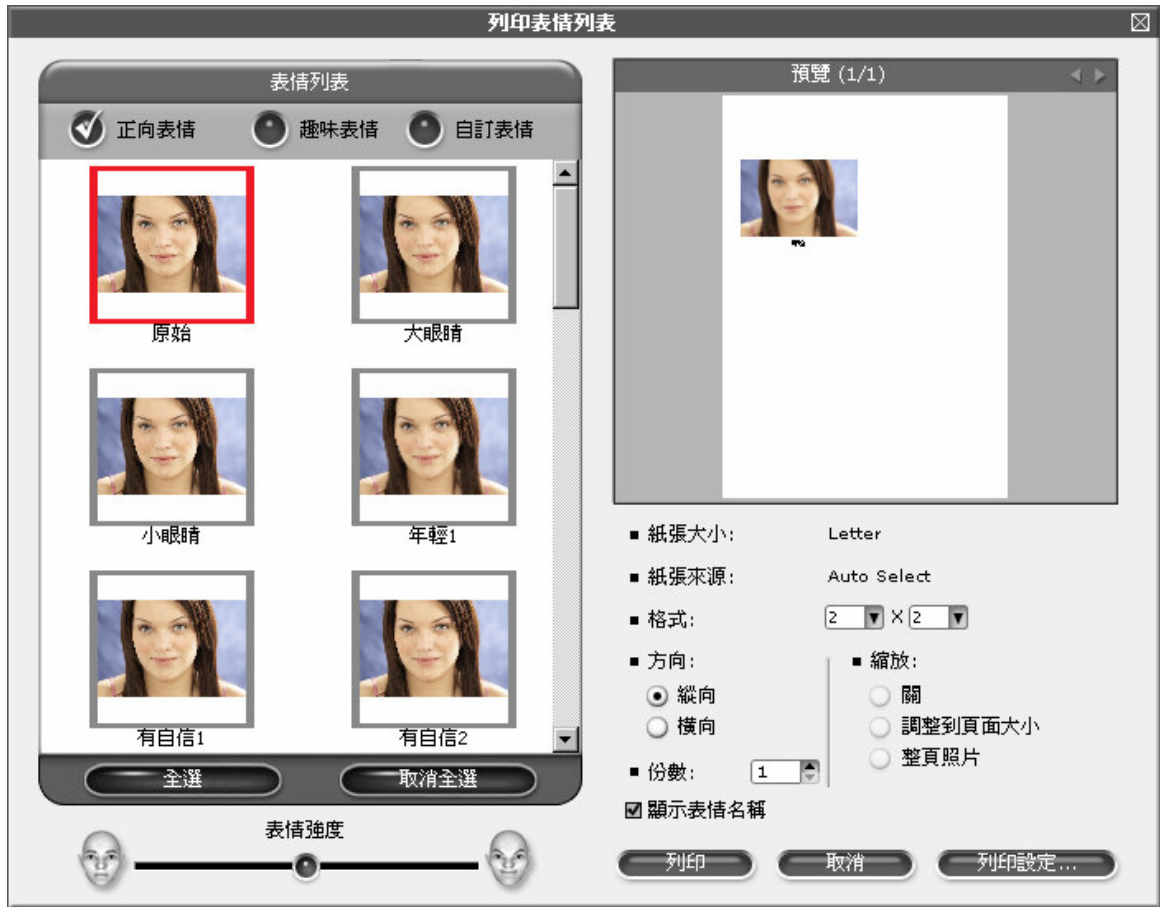 列印表情列表
表情列表
正向表情 趣味表情 自訂表情
原始 大眼睛
小眼睛 年輕1
有自信1 有自信2
全選 取消全選
表情強度
預覽 (1/1)
原始
■ 紙張大小: Letter
■ 紙張來源: Auto Select
■ 格式: 2 X 2
■ 方向: ■ 縮放:
縱向 關
橫向 調整到頁面大小
整頁照片
■ 份數: 1
顯示表情名稱
列印 取消 列印設定...